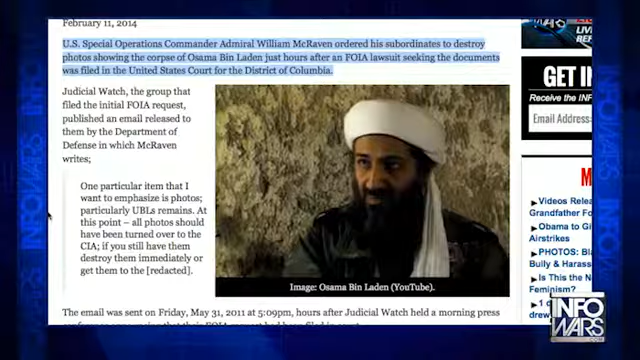 February 11, 2014
U.S. Special Operations Commander Admiral William McRaven ordered his subordinates to destroy
photos showing the corpse of Osama Bin Laden just hours after an FOIA lawsuit seeking the documents
was filed in the United States Court for the District of Columbia.
Judicial Watch, the group that
filed the initial FOIA request,
published an email released to
them by the Department of
Defense in which McRaven
writes;
One particular item that I
want to emphasize is photos;
particularly UBLs remains. At
this point – all photos should
have been turned over to the
CIA; if you still have them
destroy them immediately or
get them to the [redacted].
Image: Osama Bin Laden (YouTube).
The email was sent on Friday, May 31, 2011 at 5:09pm, hours after Judicial Watch held a morning press
LIVE
GET IN
Receive the INF
Email Address:
M
Videos Relea
Grandfather Fo
Obama to Gi
Airstrikes
PHOTOS: Bla
Bully & Harass
Is This the N
Feminism?
drew
INFO
WARS
.COM
INFOWARS